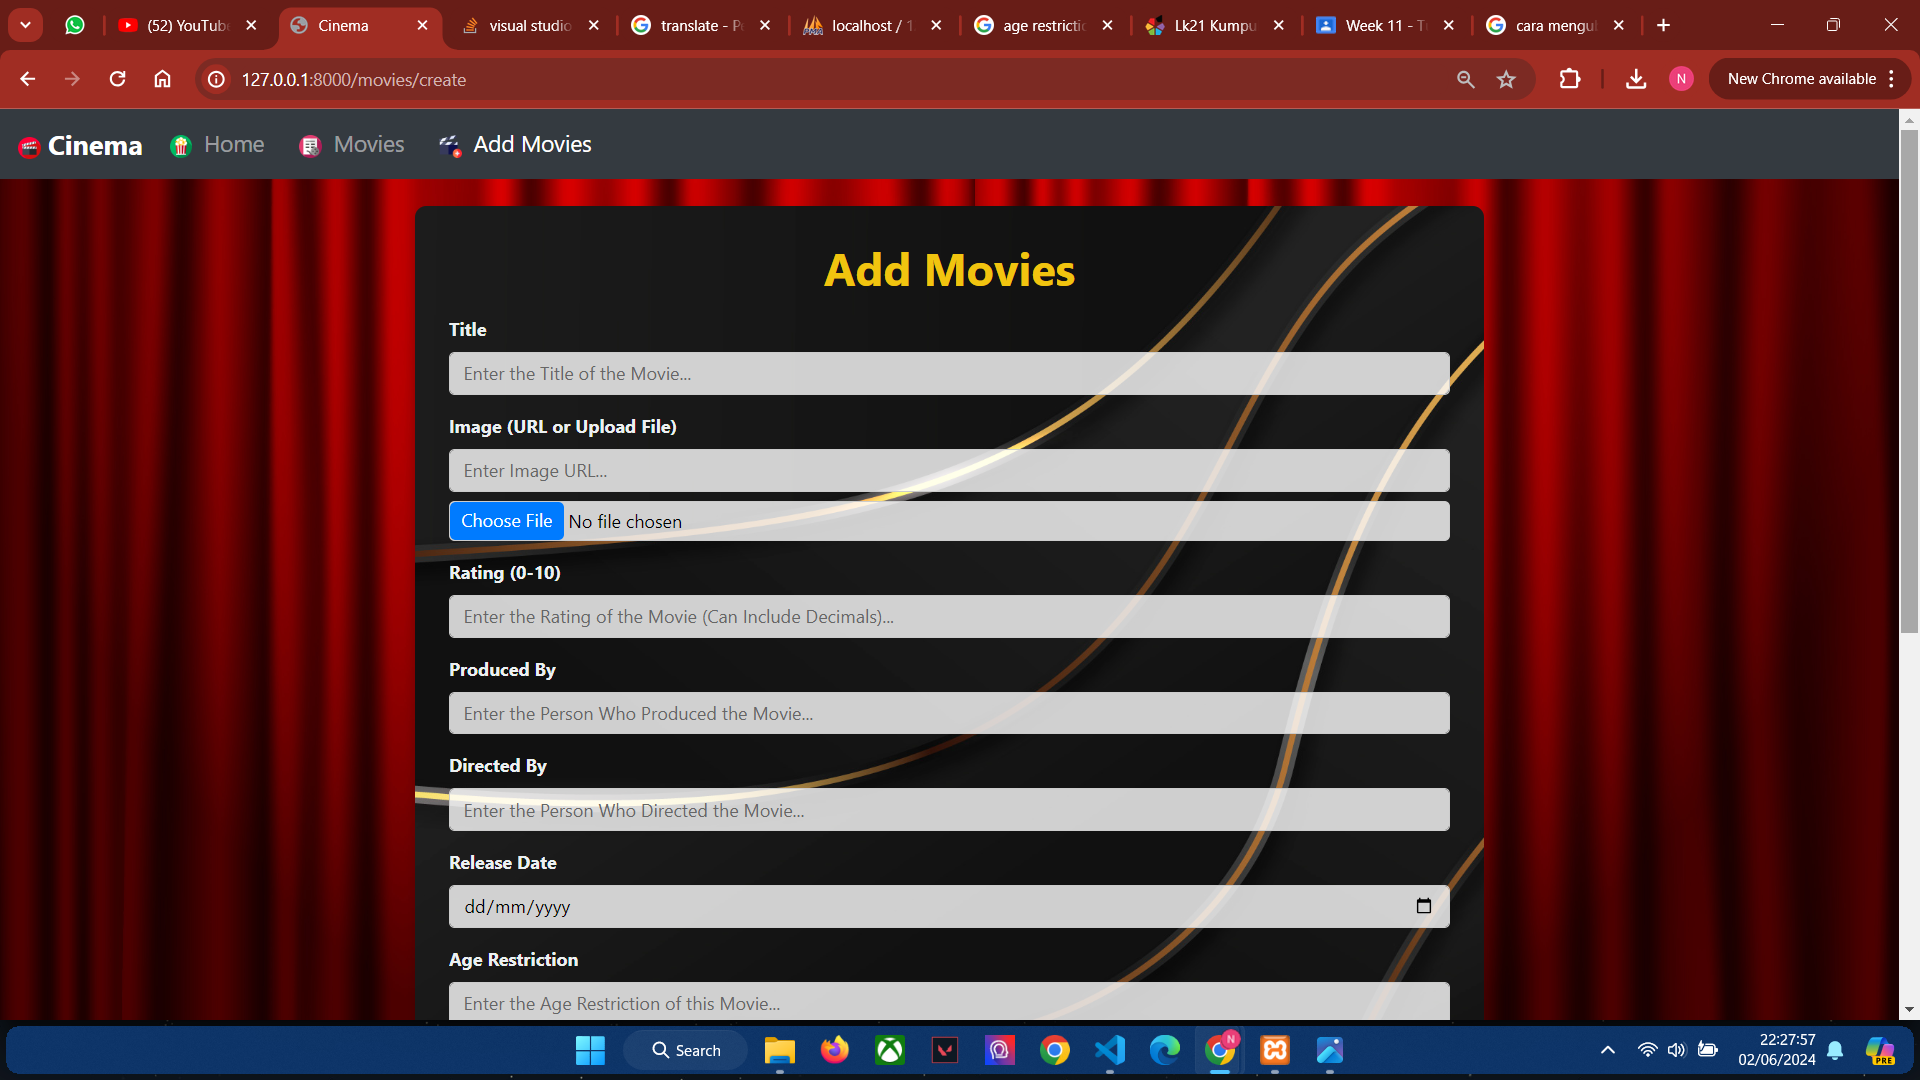 (52) YouTub
Cinema
visual studio
translate - P
localhost / 1
age restrictio
Lk21 Kumpu
Week 11 - T
cara mengu
127.0.0.1:8000/movies/create
N
New Chrome available
Cinema
Home
Movies
Add Movies
Add Movies
Title
Enter the Title of the Movie...
Image (URL or Upload File)
Enter Image URL...
Choose File No file chosen
Rating (0-10)
Enter the Rating of the Movie (Can Include Decimals)...
Produced By
Enter the Person Who Produced the Movie...
Directed By
Enter the Person Who Directed the Movie...
Release Date
dd/mm/yyyy
Age Restriction
Enter the Age Restriction of this Movie...
Search
N
22:27:57
02/06/2024
PRE